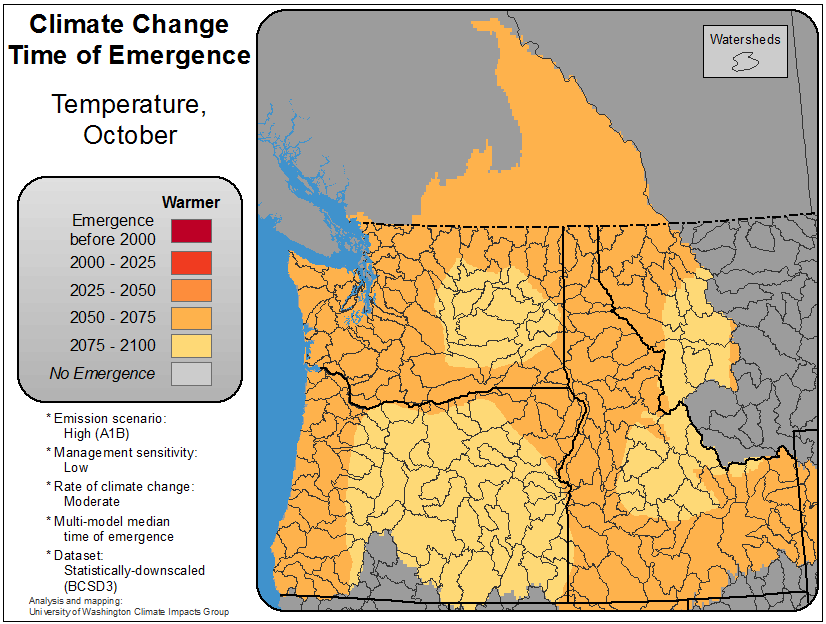 Climate Change
Time of Emergence
Temperature,
October
Warmer
Emergence
before 2000
2000 - 2025
2025 - 2050
2050 - 2075
2075 - 2100
No Emergence
* Emission scenario:
High (A1B)
* Management sensitivity:
Low
* Rate of climate change:
Moderate
* Multi-model median
time of emergence
* Dataset:
Statistically-downscaled
(BCSD3)
Analysis and mapping:
University of Washington Climate Impacts Group
Watersheds